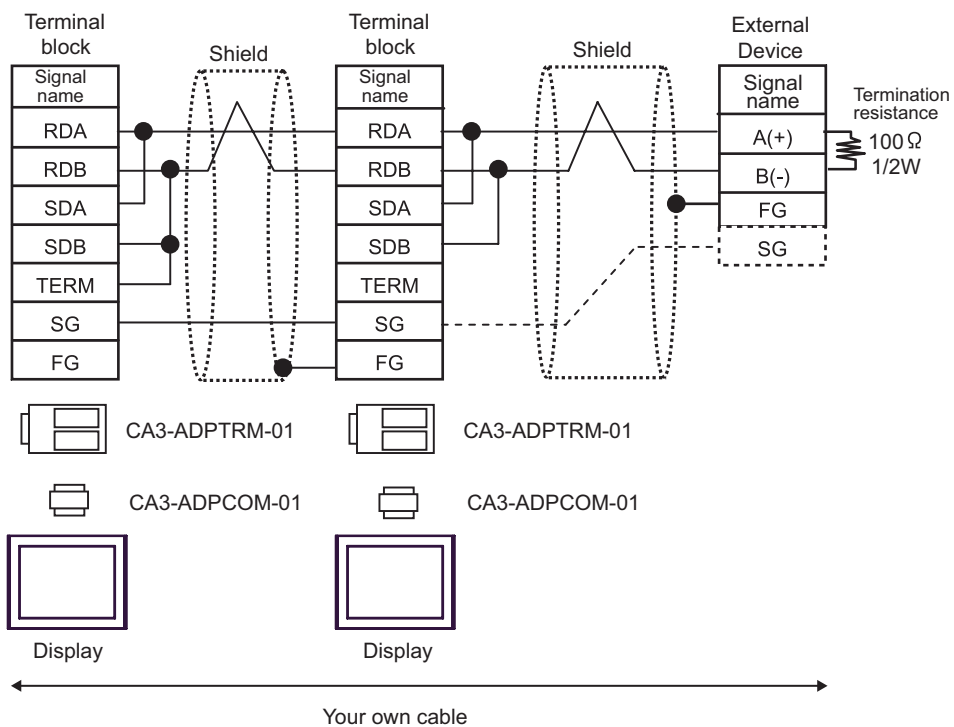 Terminal
block
Shield
Terminal
block
Shield
External
Device
Signal
name
RDA
RDB
SDA
SDB
TERM
SG
FG
Signal
name
RDA
RDB
SDA
SDB
TERM
SG
FG
Signal
name
A(+)
B(-)
FG
SG
Termination
resistance
100 Ω
1/2W
CA3-ADPTRM-01
CA3-ADPTRM-01
CA3-ADPCOM-01
CA3-ADPCOM-01
Display
Display
Your own cable